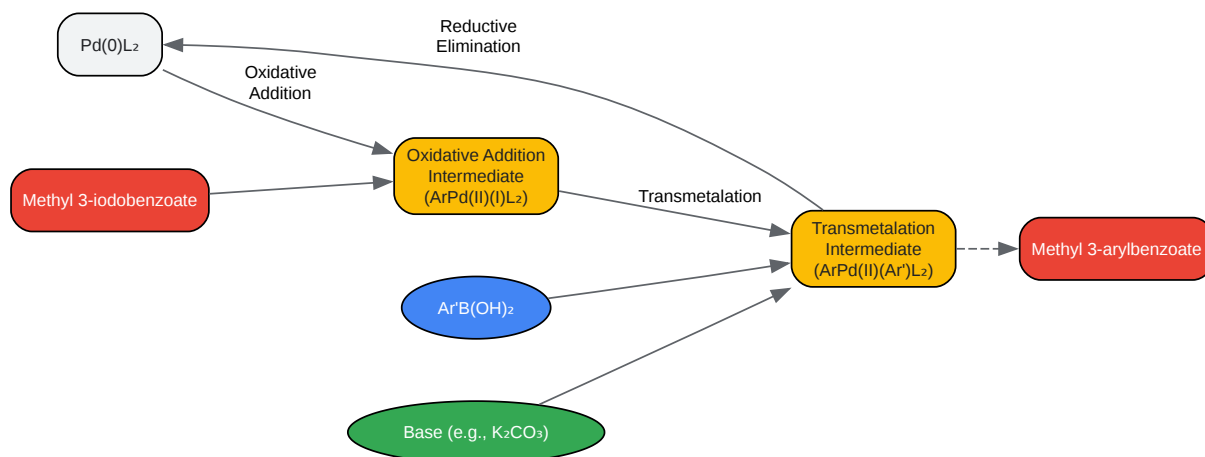 Pd(0)L₂
Reductive
Elimination
Oxidative
Addition
Methyl 3-iodobenzoate
Oxidative Addition
Intermediate
(ArPd(II)(I)L₂)
Transmetalation
Transmetalation
Intermediate
(ArPd(II)(Ar')L₂)
Methyl 3-arylbenzoate
Ar'B(OH)₂
Base (e.g., K₂CO₃)